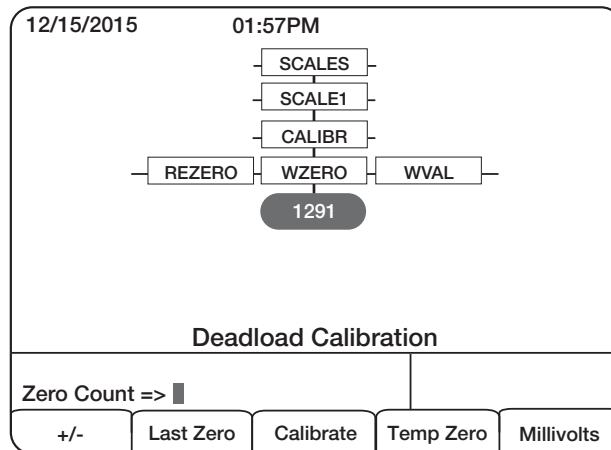 12/15/2015 01:57PM
SCALES
SCALE1
CALIBR
REZERO WZERO WVAL
1291
Deadload Calibration
Zero Count =>
+/- Last Zero Calibrate Temp Zero Millivolts